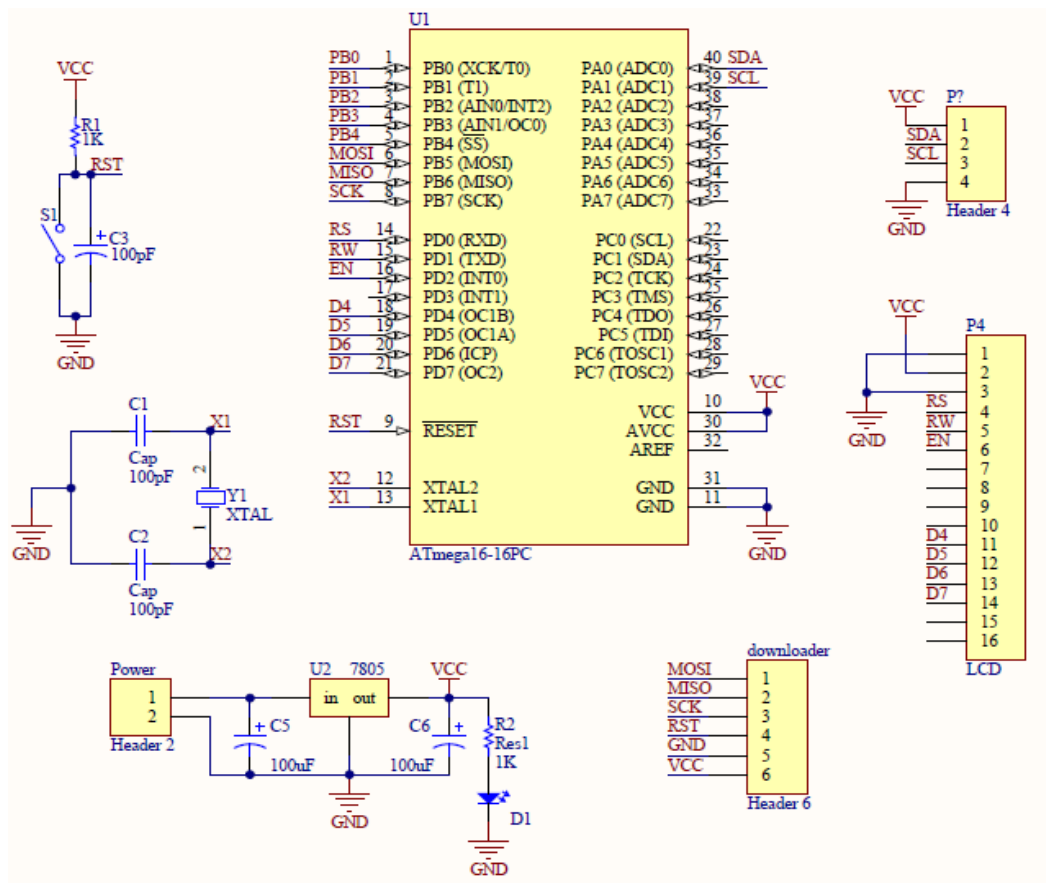 U1
VCC
R1
1K
RST
S1
C3
100pF
GND
PB0 1 PB0 (XCK/T0) PA0 (ADC0) 40 SDA
PB1 2 PB1 (T1) PA1 (ADC1) 39 SCL
PB2 3 PB2 (AIN0/INT2) PA2 (ADC2) 38
PB3 4 PB3 (AIN1/OC0) PA3 (ADC3) 37
PB4 5 PB4 (SS) PA4 (ADC4) 36
MOSI 6 PB5 (MOSI) PA5 (ADC5) 35
MISO 7 PB6 (MISO) PA6 (ADC6) 34
SCK 8 PB7 (SCK) PA7 (ADC7) 33
RS 14 PD0 (RXD) PC0 (SCL) 22
RW 15 PD1 (TXD) PC1 (SDA) 23
EN 16 PD2 (INT0) PC2 (TCK) 24
17 PD3 (INT1) PC3 (TMS) 25
D4 18 PD4 (OC1B) PC4 (TDO) 26
D5 19 PD5 (OC1A) PC5 (TDI) 27
D6 20 PD6 (ICP) PC6 (TOSC1) 28
D7 21 PD7 (OC2) PC7 (TOSC2) 29
VCC
VCC 10
RST 9 RESET AVCC 30
AREF 32
X2 12 XTAL2 GND 31
X1 13 XTAL1 GND 11
GND
ATmega16-16PC
VCC P?
1
SDA 2
SCL 3
4
GND
Header 4
VCC
P4
1
2
3
GND
RS 4
RW 5
EN 6
7
8
9
10
D4 11
D5 12
D6 13
D7 14
15
16
LCD
C1
X1
Cap
100pF
2
Y1
XTAL
1
GND
C2
X2
Cap
100pF
Power
1
2
Header 2
U2 7805
in out
VCC
C5
100uF
C6
100uF
R2
Res1
1K
D1
GND
GND
downloader
MOSI 1
MISO 2
SCK 3
RST 4
GND 5
VCC 6
Header 6